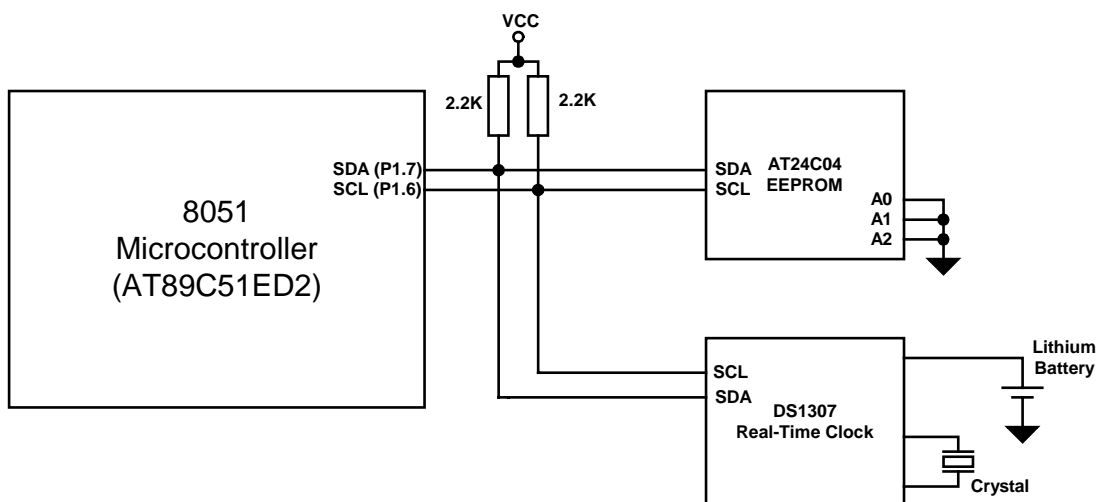 VCC
2.2K
2.2K
SDA (P1.7)
SCL (P1.6)
8051
Microcontroller
(AT89C51ED2)
SDA
SCL
AT24C04
EEPROM
A0
A1
A2
SCL
SDA
DS1307
Real-Time Clock
Lithium
Battery
Crystal